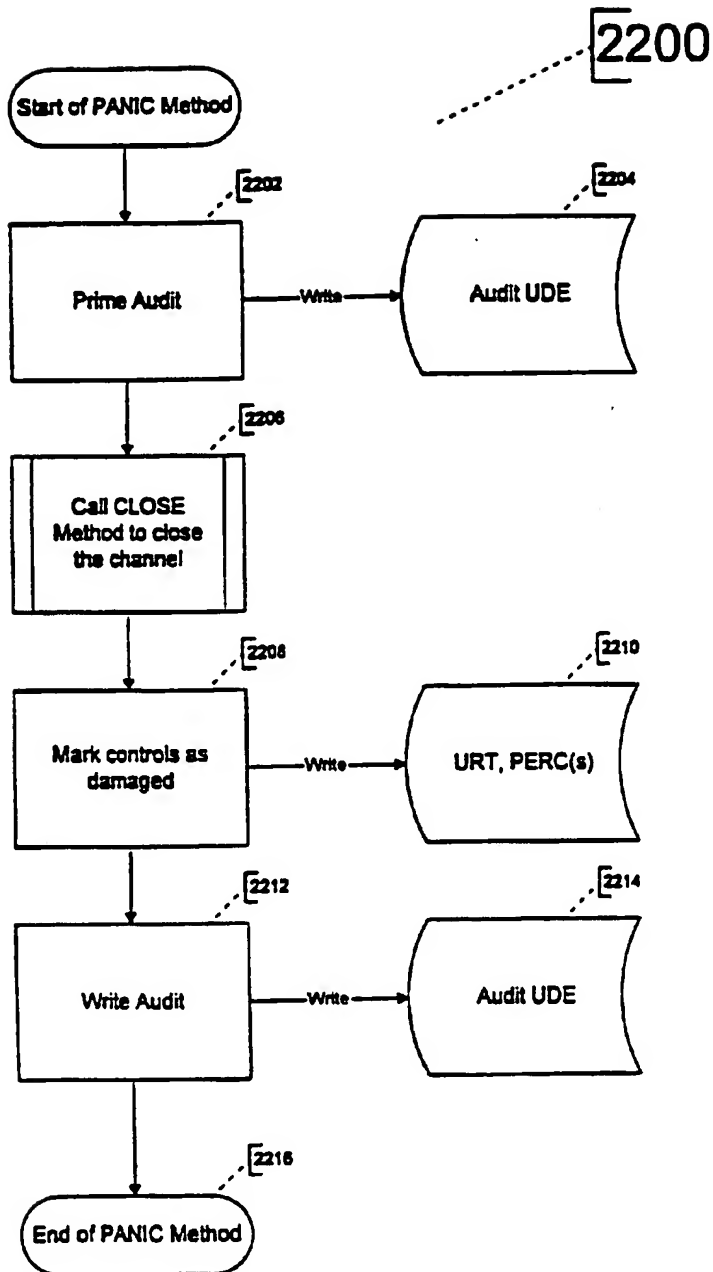 2200
Start of PANIC Method
2202
2204
Prime Audit
Write
Audit UDE
2206
Call CLOSE
Method to close
the channel
2208
2210
Mark controls as
damaged
Write
URT, PERC(s)
2212
2214
Write Audit
Write
Audit UDE
2216
End of PANIC Method